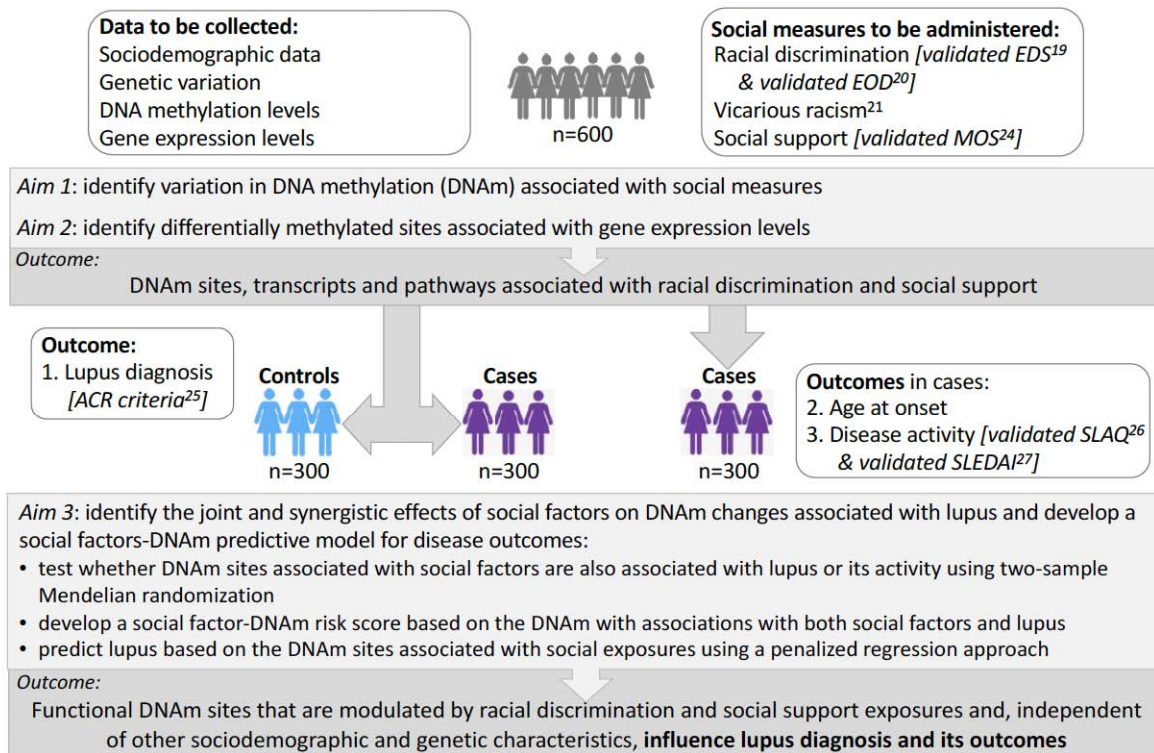 Data to be collected:
Sociodemographic data
Genetic variation
DNA methylation levels
Gene expression levels
n=600
Social measures to be administered:
Racial discrimination [validated EDS19
& validated EOD20]
Vicarious racism21
Social support [validated MOS24]
Aim 1: identify variation in DNA methylation (DNAm) associated with social measures
Aim 2: identify differentially methylated sites associated with gene expression levels
Outcome:
DNAm sites, transcripts and pathways associated with racial discrimination and social support
Outcome:
1. Lupus diagnosis
[ACR criteria25]
Controls
n=300
Cases
n=300
Cases
n=300
Outcomes in cases:
2. Age at onset
3. Disease activity [validated SLAQ26
& validated SLEDAI27]
Aim 3: identify the joint and synergistic effects of social factors on DNAm changes associated with lupus and develop a
social factors-DNAm predictive model for disease outcomes:
• test whether DNAm sites associated with social factors are also associated with lupus or its activity using two-sample
Mendelian randomization
• develop a social factor-DNAm risk score based on the DNAm with associations with both social factors and lupus
• predict lupus based on the DNAm sites associated with social exposures using a penalized regression approach
Outcome:
Functional DNAm sites that are modulated by racial discrimination and social support exposures and, independent
of other sociodemographic and genetic characteristics, influence lupus diagnosis and its outcomes